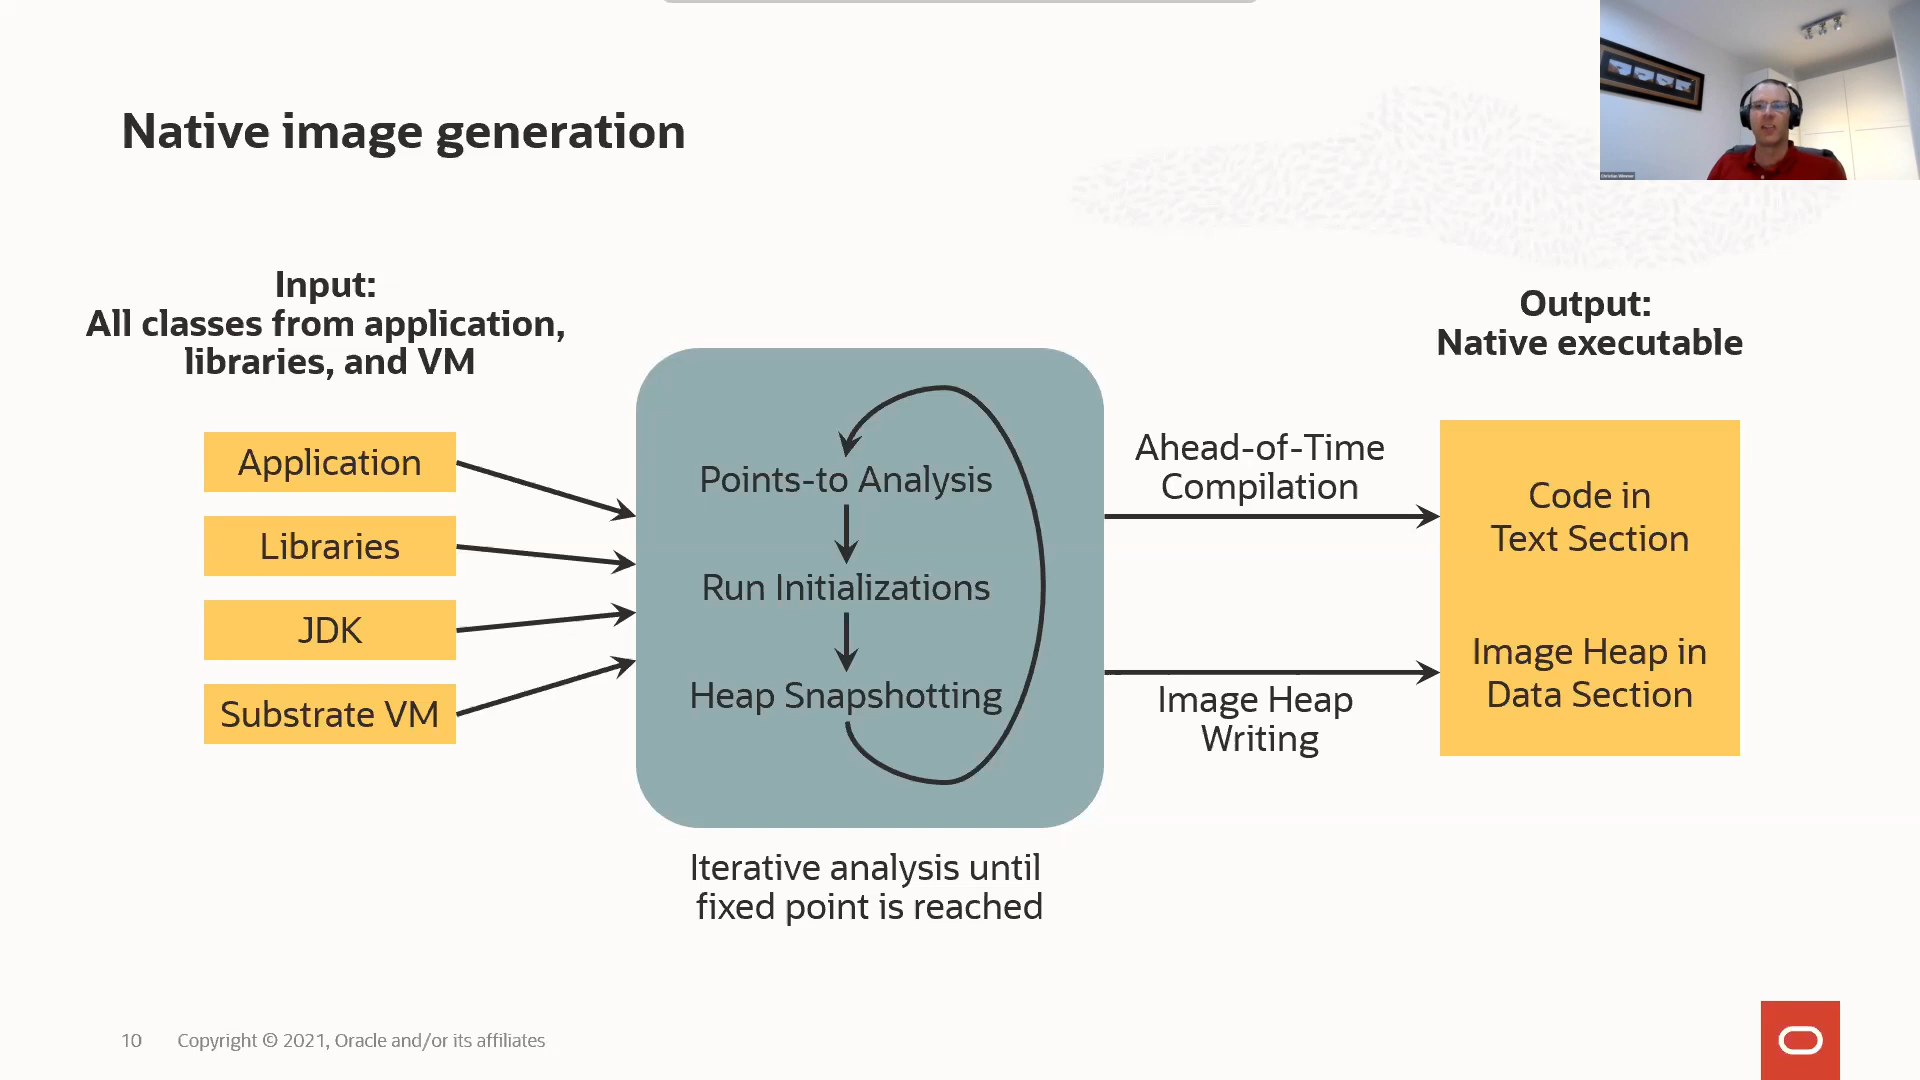 Native image generation
Input:
All classes from application,
libraries, and VM
Application
Libraries
JDK
Substrate VM
Points-to Analysis
Run Initializations
Heap Snapshotting
Iterative analysis until
fixed point is reached
Ahead-of-Time
Compilation
Image Heap
Writing
Output:
Native executable
Code in
Text Section
Image Heap in
Data Section
10
Copyright © 2021, Oracle and/or its affiliates